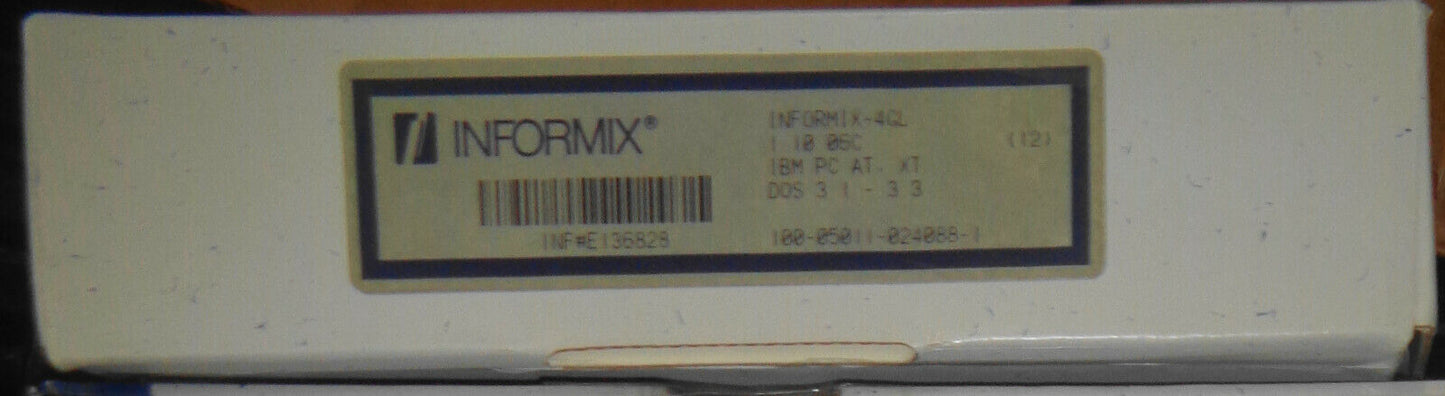 INFORMIX®
INF#E136828
INFORMIX-4GL
1 10 06C (12)
IBM PC AT, XT
DOS 3 1 - 3 3
100-05011-024088-1